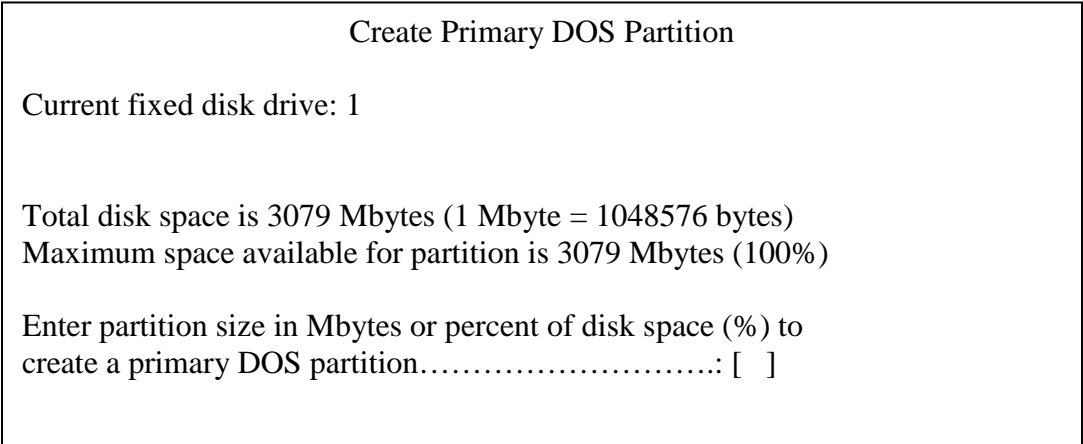 Create Primary DOS Partition
Current fixed disk drive: 1
Total disk space is 3079 Mbytes (1 Mbyte = 1048576 bytes)
Maximum space available for partition is 3079 Mbytes (100%)
Enter partition size in Mbytes or percent of disk space (%) to
create a primary DOS partition……………………….: [   ]